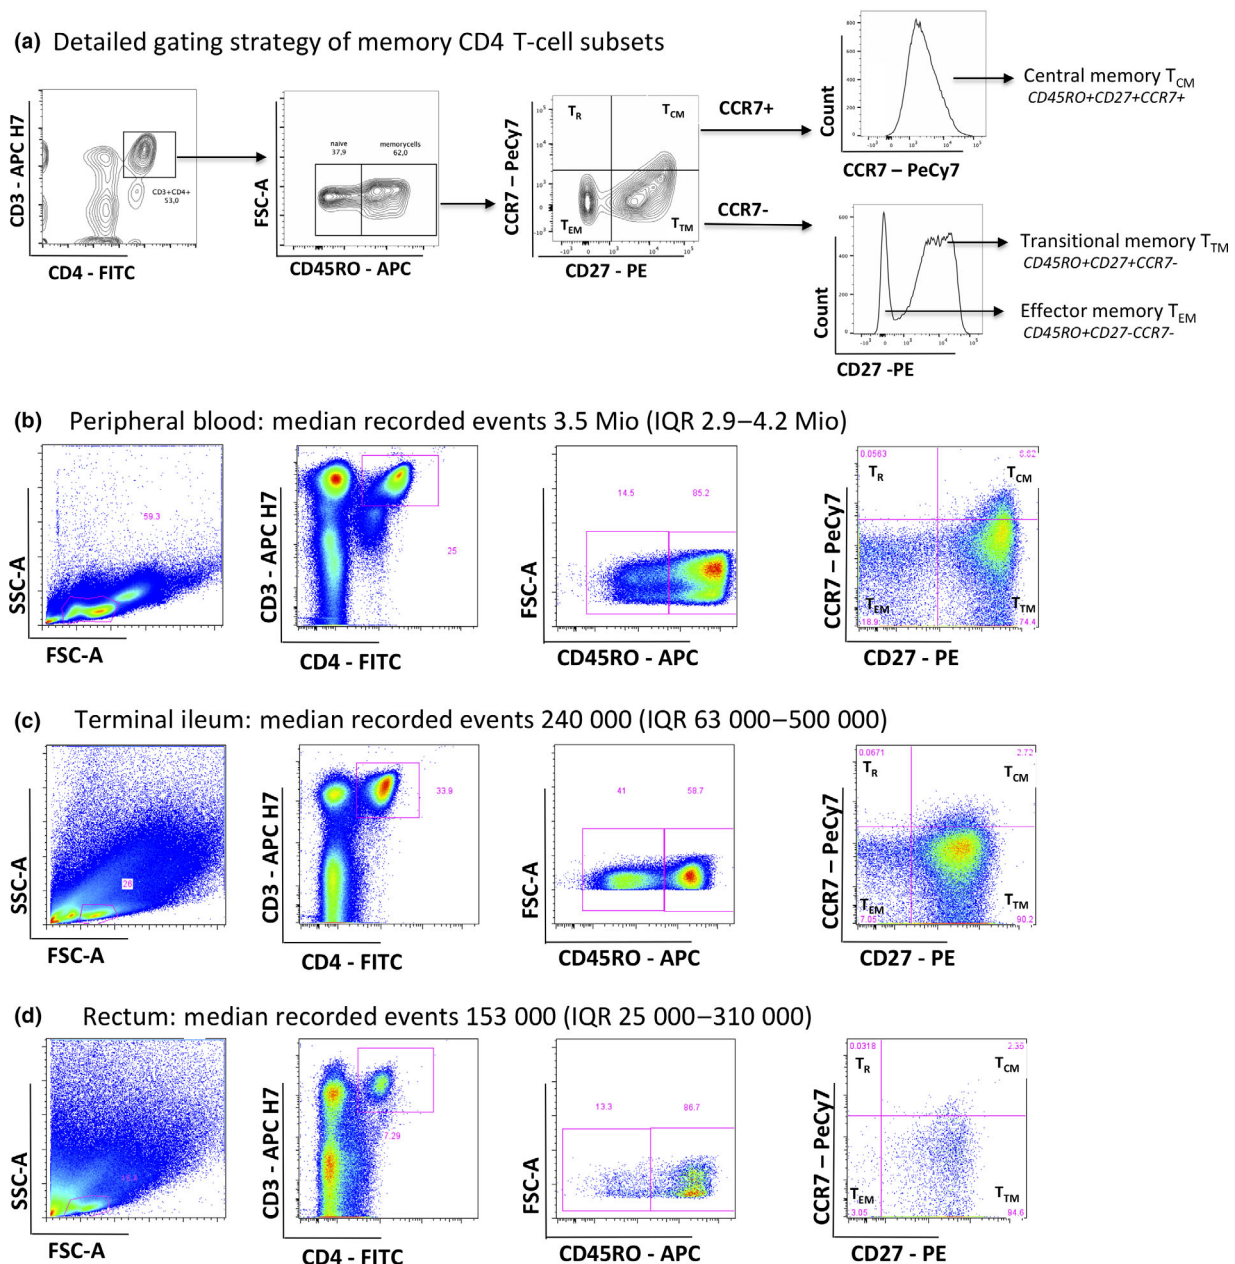 (a) Detailed gating strategy of memory CD4 T-cell subsets
CD3 - APC H7
CD3+CD4+
53,0
CD4 - FITC
FSC-A
naive
37,9
memorycells
62,0
CD45RO - APC
CCR7 – PeCy7
TR
TCM
TEM
TTM
CD27 - PE
CCR7+
CCR7-
Count
CCR7 – PeCy7
Central memory TCM
CD45RO+CD27+CCR7+
Count
CD27 -PE
Transitional memory TTM
CD45RO+CD27+CCR7-
Effector memory TEM
CD45RO+CD27-CCR7-
(b) Peripheral blood: median recorded events 3.5 Mio (IQR 2.9–4.2 Mio)
SSC-A
59.3
FSC-A
CD3 - APC H7
25
CD4 - FITC
FSC-A
14.5
85.2
CD45RO - APC
CCR7 – PeCy7
0.0563
TR
TCM
TEM
18.9
TTM
74.4
CD27 - PE
(c) Terminal ileum: median recorded events 240 000 (IQR 63 000–500 000)
SSC-A
26
FSC-A
CD3 - APC H7
33.9
CD4 - FITC
FSC-A
41
58.7
CD45RO - APC
CCR7 – PeCy7
0.0671
2.72
TR
TCM
TEM
7.05
TTM
90.2
CD27 - PE
(d) Rectum: median recorded events 153 000 (IQR 25 000–310 000)
SSC-A
FSC-A
CD3 - APC H7
7.29
CD4 - FITC
FSC-A
13.3
86.7
CD45RO - APC
CCR7 – PeCy7
0.0318
2.36
TR
TCM
TEM
3.05
TTM
94.6
CD27 - PE